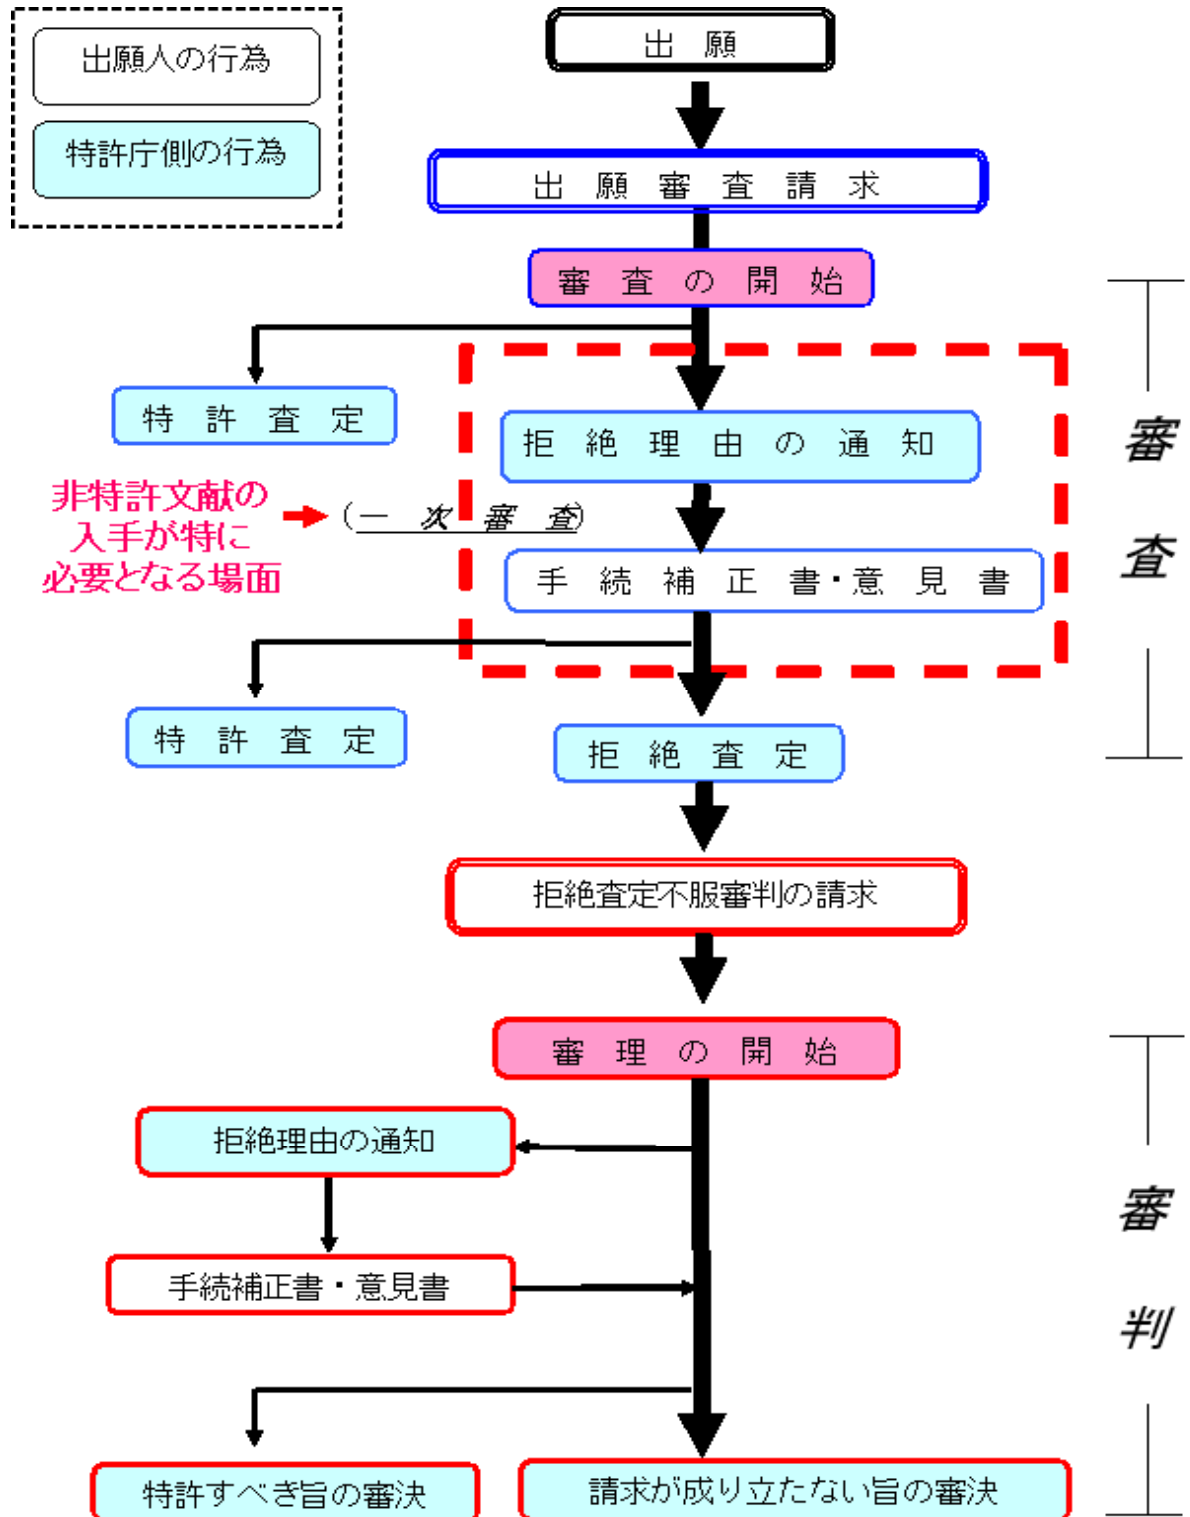 出願人の行為
特許庁側の行為
出願
出願審査請求
審査の開始
特許査定
拒絶理由の通知
非特許文献の
入手が特に
必要となる場面
(一次審査)
手続補正書・意見書
特許査定
拒絶査定
審査
拒絶査定不服審判の請求
審理の開始
拒絶理由の通知
手続補正書・意見書
特許すべき旨の審決
請求が成り立たない旨の審決
審判